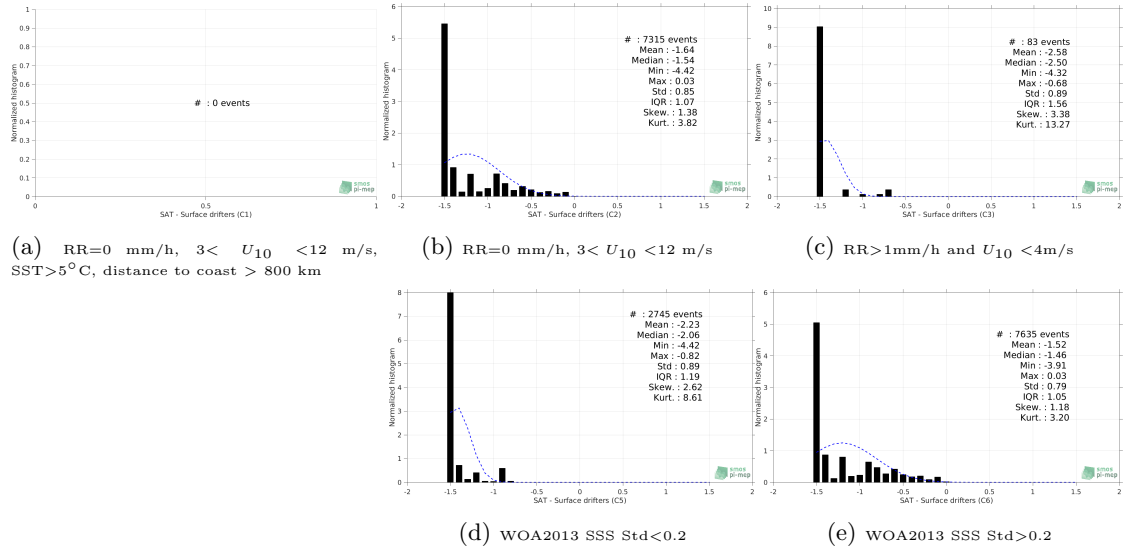 1
0.9
0.8
0.7
0.6
0.5
0.4
0.3
0.2
0.1
0
Normalized histogram
# : 0 events
smos
pi-mep
0 0.5 1
SAT - Surface drifters (C1)
(a) RR=0 mm/h, 3< U10 <12 m/s,
SST>5°C, distance to coast > 800 km
6
5
4
3
2
1
0
Normalized histogram
# : 7315 events
Mean : -1.64
Median : -1.54
Min : -4.42
Max : 0.03
Std : 0.85
IQR : 1.07
Skew. : 1.38
Kurt. : 3.82
smos
pi-mep
-2 -1.5 -1 -0.5 0 0.5 1 1.5 2
SAT - Surface drifters (C2)
(b) RR=0 mm/h, 3< U10 <12 m/s
10
9
8
7
6
5
4
3
2
1
0
Normalized histogram
# : 83 events
Mean : -2.58
Median : -2.50
Min : -4.32
Max : -0.68
Std : 0.89
IQR : 1.56
Skew. : 3.38
Kurt. : 13.27
smos
pi-mep
-2 -1.5 -1 -0.5 0 0.5 1 1.5 2
SAT - Surface drifters (C3)
(c) RR>1mm/h and U10 <4m/s
8
7
6
5
4
3
2
1
0
Normalized histogram
# : 2745 events
Mean : -2.23
Median : -2.06
Min : -4.42
Max : -0.82
Std : 0.89
IQR : 1.19
Skew. : 2.62
Kurt. : 8.61
smos
pi-mep
-2 -1.5 -1 -0.5 0 0.5 1 1.5 2
SAT - Surface drifters (C5)
(d) WOA2013 SSS Std<0.2
6
5
4
3
2
1
0
Normalized histogram
# : 7635 events
Mean : -1.52
Median : -1.46
Min : -3.91
Max : 0.03
Std : 0.79
IQR : 1.05
Skew. : 1.18
Kurt. : 3.20
smos
pi-mep
-2 -1.5 -1 -0.5 0 0.5 1 1.5 2
SAT - Surface drifters (C6)
(e) WOA2013 SSS Std>0.2